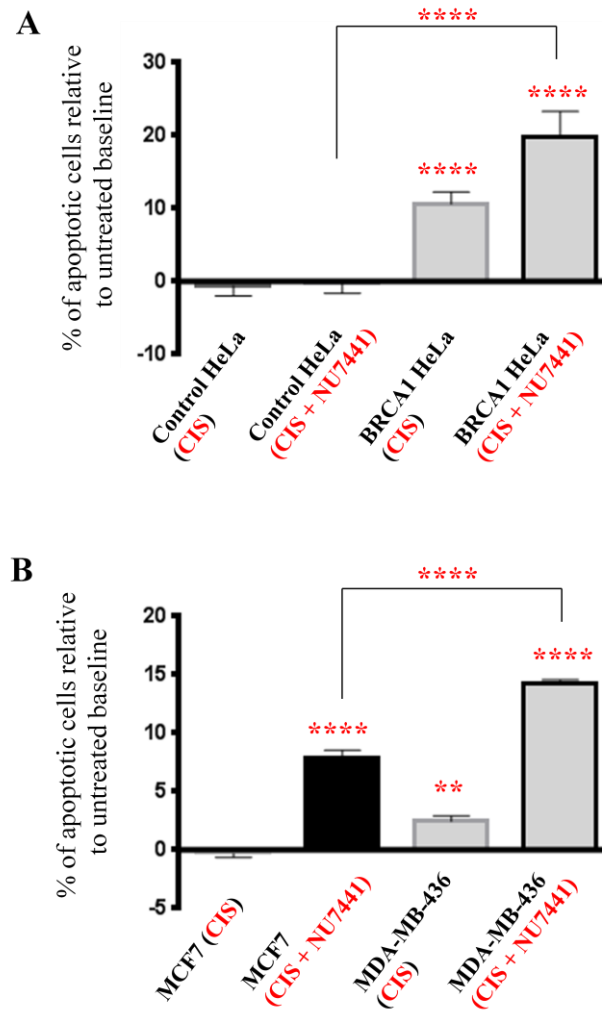 A
% of apoptotic cells relative
to untreated baseline
****
30
20
10
0
-10
****
****
Control HeLa
(CIS)
Control HeLa
(CIS + NU7441)
BRCA1 HeLa
(CIS)
BRCA1 HeLa
(CIS + NU7441)
B
% of apoptotic cells relative
to untreated baseline
****
20
15
10
5
0
-5
****
**
****
MCF7 (CIS)
MCF7
(CIS + NU7441)
MDA-MB-436
(CIS)
MDA-MB-436
(CIS + NU7441)